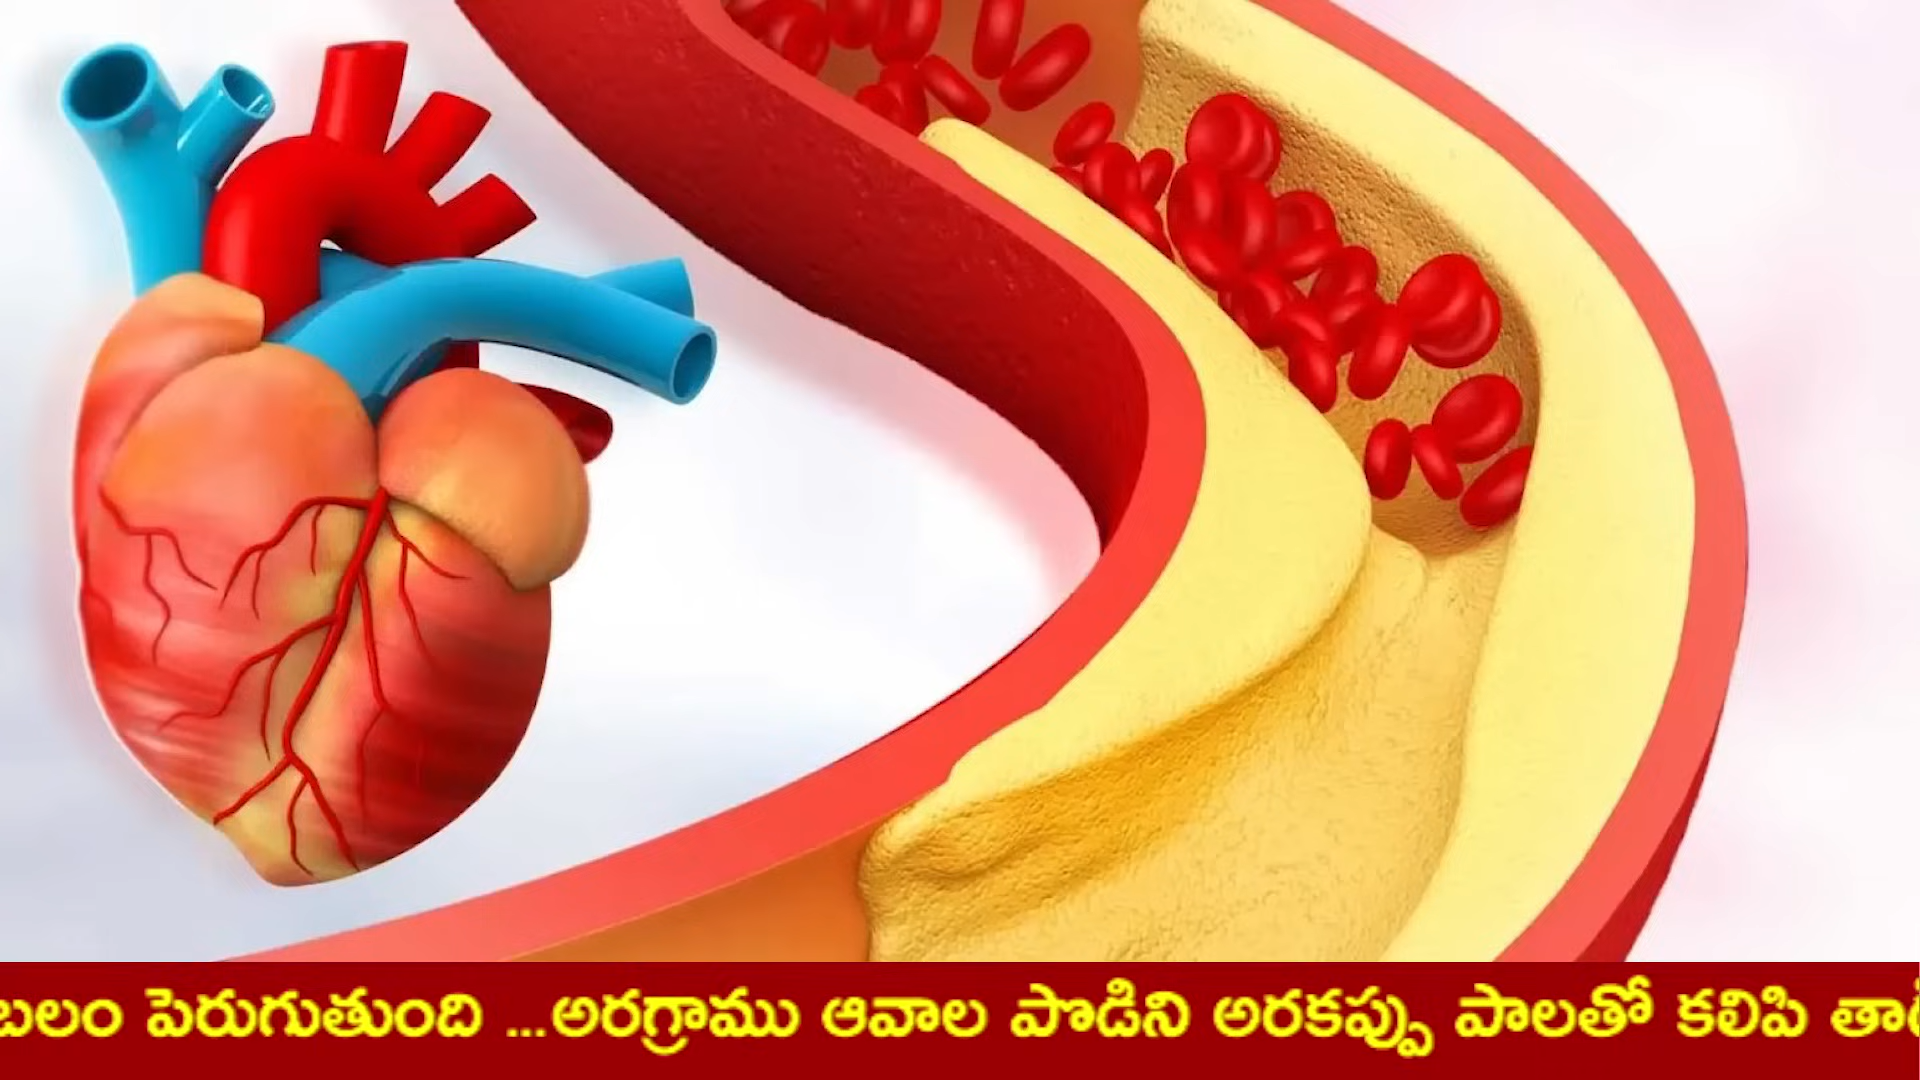 బలం పెరుగుతుంది ...అరగ్రాము ఆవాల పొడిని అరకప్పు పాలతో కలిపి